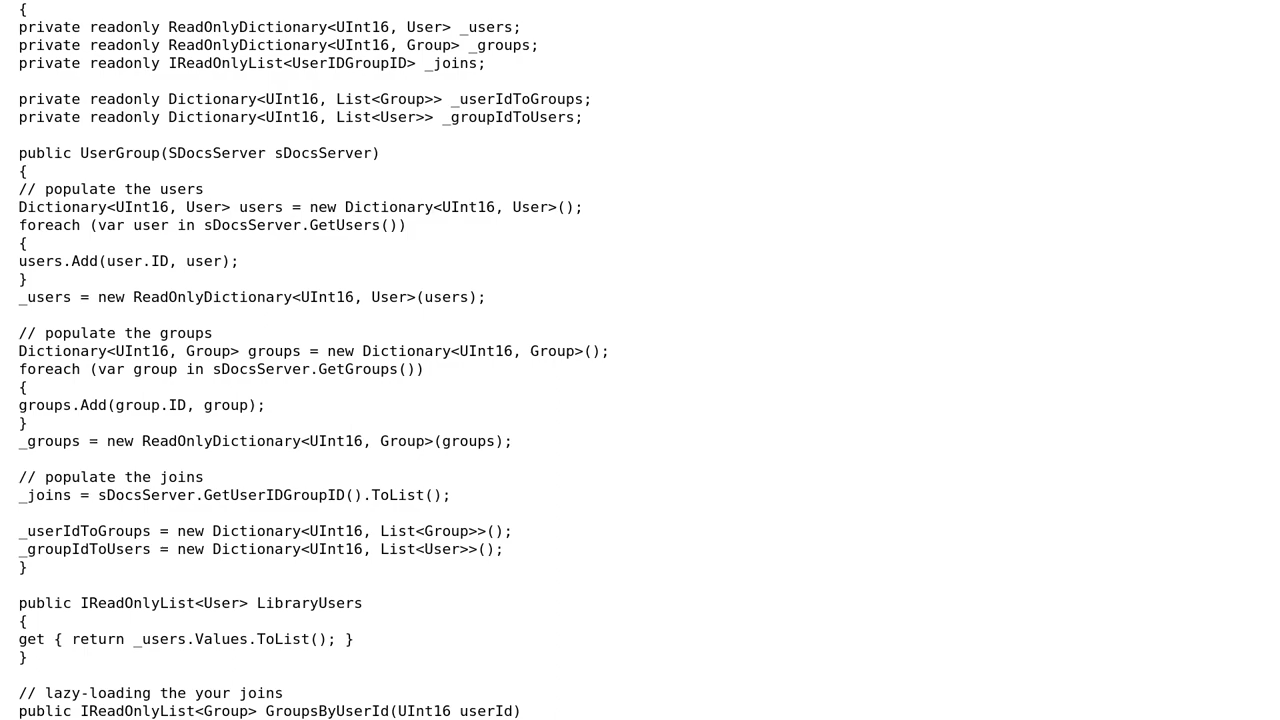 {
private readonly ReadOnlyDictionary<UInt16, User> _users;
private readonly ReadOnlyDictionary<UInt16, Group> _groups;
private readonly IReadOnlyList<UserIDGroupID> _joins;

private readonly Dictionary<UInt16, List<Group>> _userIdToGroups;
private readonly Dictionary<UInt16, List<User>> _groupIdToUsers;

public UserGroup(SDocsServer sDocsServer)
{
// populate the users
Dictionary<UInt16, User> users = new Dictionary<UInt16, User>();
foreach (var user in sDocsServer.GetUsers())
{
users.Add(user.ID, user);
}
_users = new ReadOnlyDictionary<UInt16, User>(users);

// populate the groups
Dictionary<UInt16, Group> groups = new Dictionary<UInt16, Group>();
foreach (var group in sDocsServer.GetGroups())
{
groups.Add(group.ID, group);
}
_groups = new ReadOnlyDictionary<UInt16, Group>(groups);

// populate the joins
_joins = sDocsServer.GetUserIDGroupID().ToList();

_userIdToGroups = new Dictionary<UInt16, List<Group>>();
_groupIdToUsers = new Dictionary<UInt16, List<User>>();
}

public IReadOnlyList<User> LibraryUsers
{
get { return _users.Values.ToList(); }
}

// lazy-loading the your joins
public IReadOnlyList<Group> GroupsByUserId(UInt16 userId)